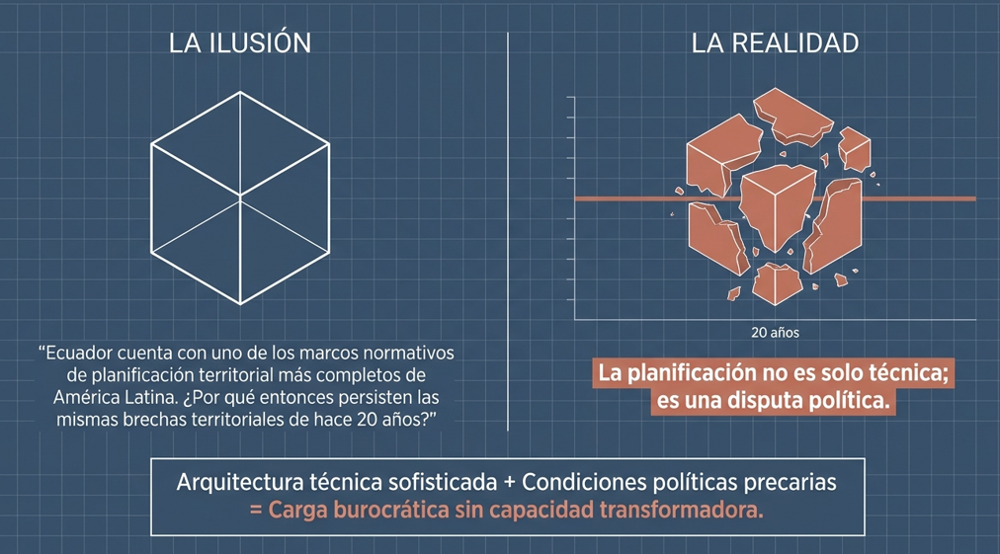 LA ILUSIÓN
“Ecuador cuenta con uno de los marcos normativos
de planificación territorial más completos de
América Latina. ¿Por qué entonces persisten las
mismas brechas territoriales de hace 20 años?”
LA REALIDAD
20 años
La planificación no es solo técnica;
es una disputa política.
Arquitectura técnica sofisticada + Condiciones políticas precarias
= Carga burocrática sin capacidad transformadora.